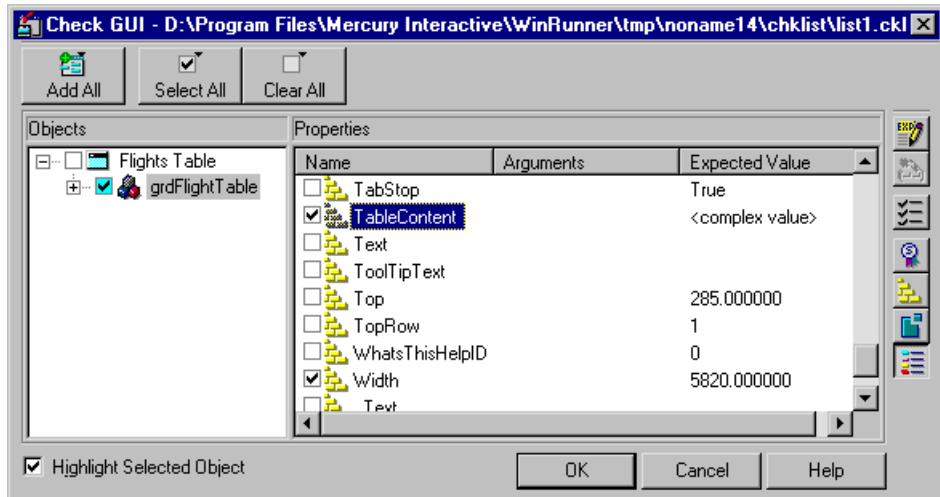 Check GUI - D:\Program Files\Mercury Interactive\WinRunner\tmp\noname14\chklist\list1.ckl
Add All Select All Clear All
Objects Properties
EXP
Flights Table
grdFlightTable
Name Arguments Expected Value
TabStop True
TableContent <complex value>
Text
ToolTipText
Top 285.000000
TopRow 1
WhatsThisHelpID 0
Width 5820.000000
_Text
Highlight Selected Object
OK Cancel Help